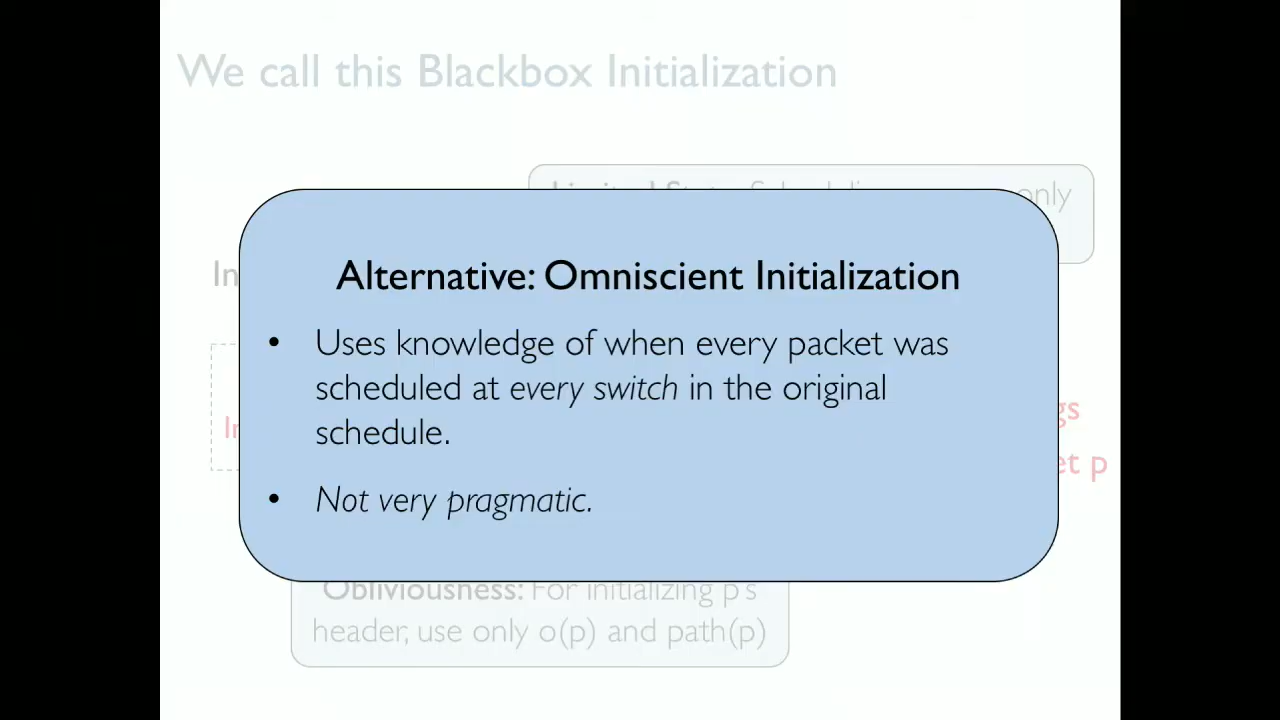 We call this Blackbox Initialization
only
Alternative: Omniscient Initialization
• Uses knowledge of when every packet was
scheduled at every switch in the original
schedule.
• Not very pragmatic.
Obliviousness: For initializing p's
header, use only o(p) and path(p)